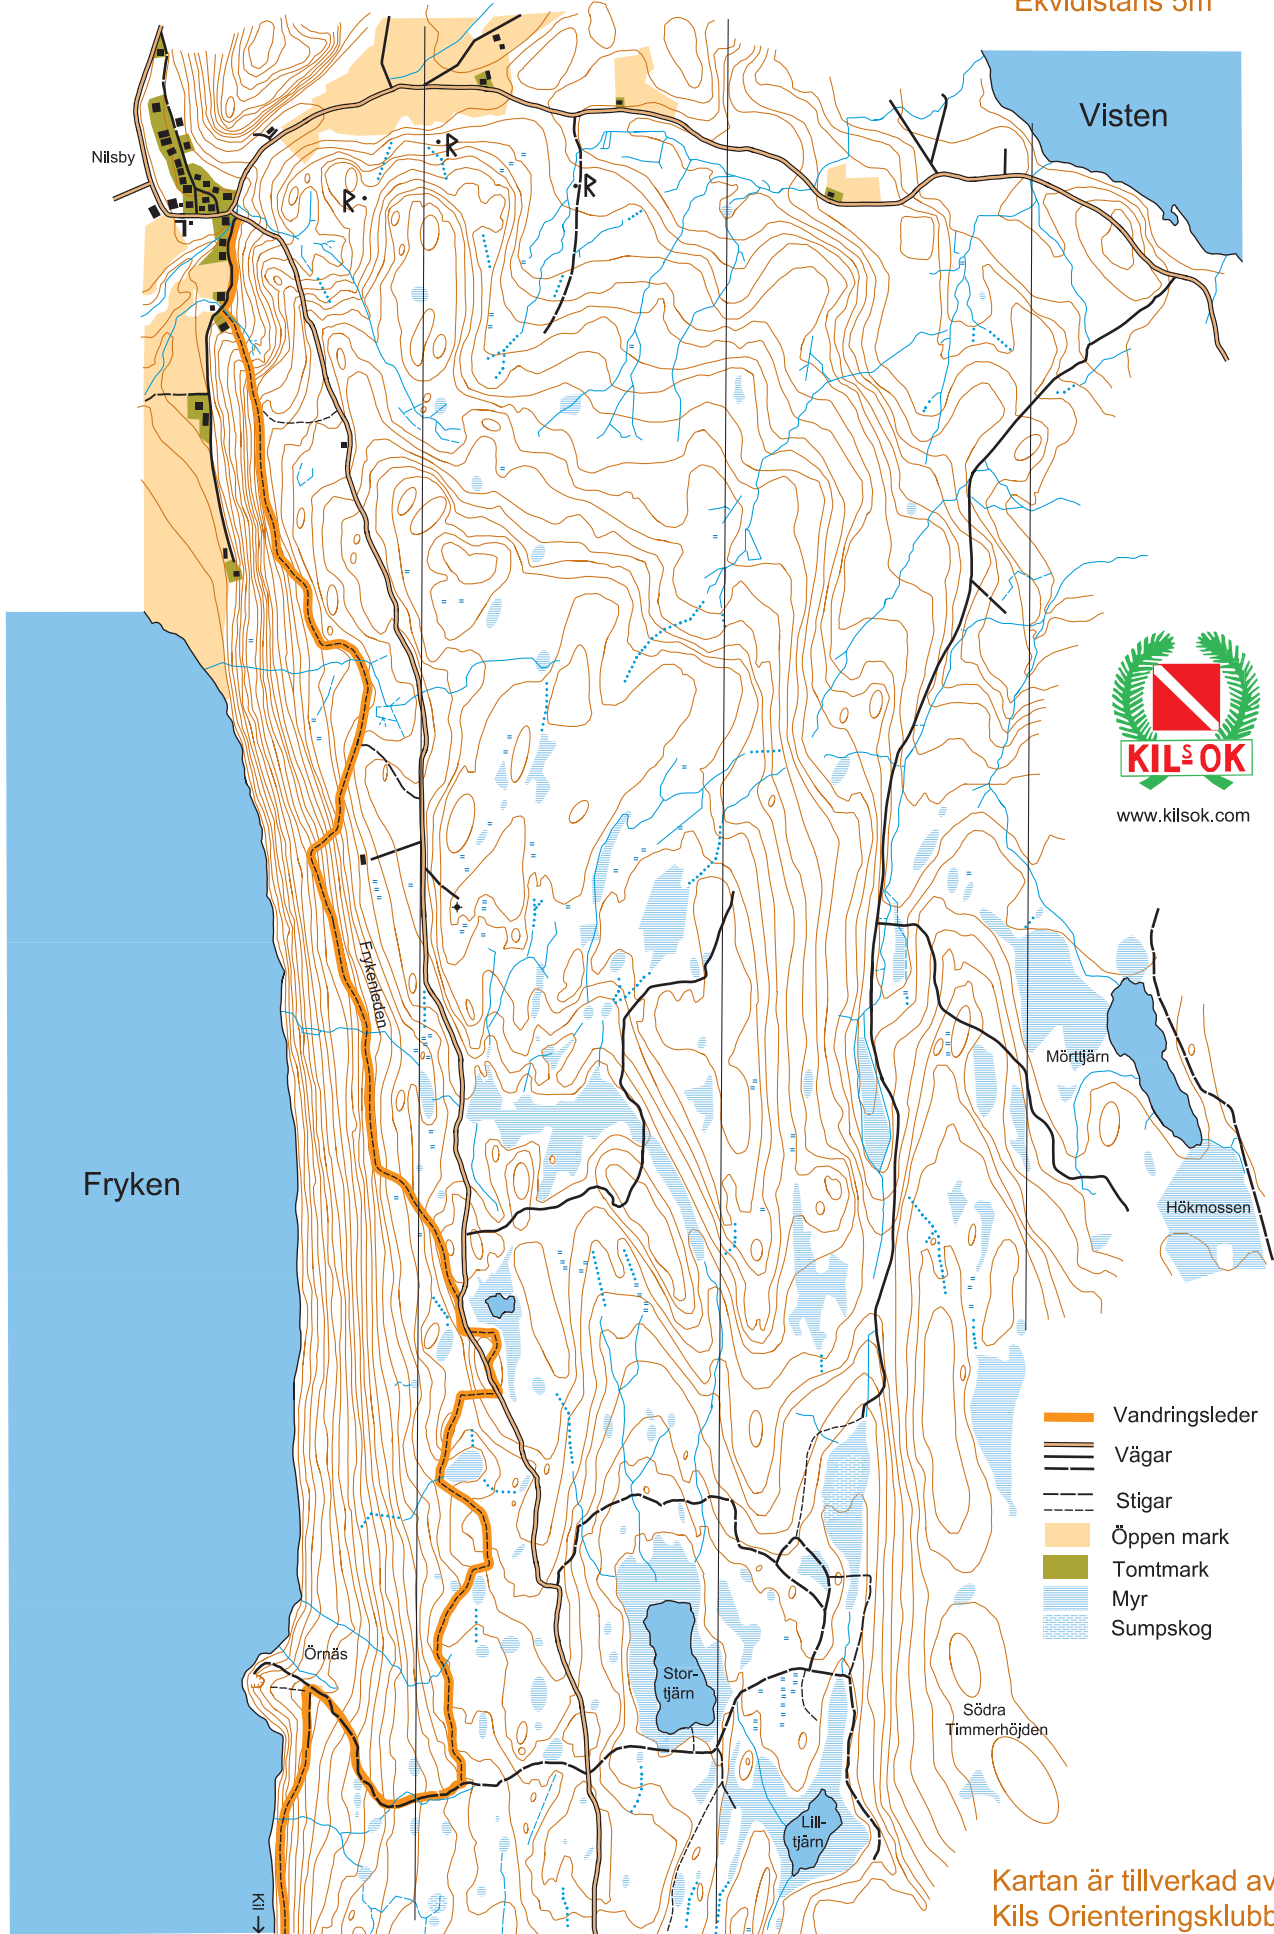 Ekvidistans 5m
Visten
Nilsby
R
R
R
KILS OK
www.kilsok.com
Frykenleden
Mörttjärn
Fryken
Hökmossen
Vandringsleder
Vägar
Stigar
Öppen mark
Tomtmark
Myr
Sumpskog
Örnäs
Stor-
tjärn
Södra
Timmerhöjden
Lill-
tjärn
Kil
Kartan är tillverkad av
Kils Orienteringsklubb